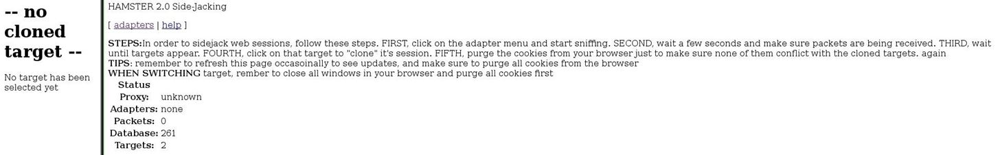 -- no
cloned
target --
No target has been
selected yet
HAMSTER 2.0 Side-Jacking
[ adapters | help ]
STEPS:In order to sidejack web sessions, follow these steps. FIRST, click on the adapter menu and start sniffing. SECOND, wait a few seconds and make sure packets are being received. THIRD, wait
until targets appear. FOURTH, click on that target to "clone" it's session. FIFTH, purge the cookies from your browser just to make sure none of them conflict with the cloned targets. again
TIPS: remember to refresh this page occasoinally to see updates, and make sure to purge all cookies from the browser
WHEN SWITCHING target, rember to close all windows in your browser and purge all cookies first
Status
Proxy: unknown
Adapters: none
Packets: 0
Database: 261
Targets: 2